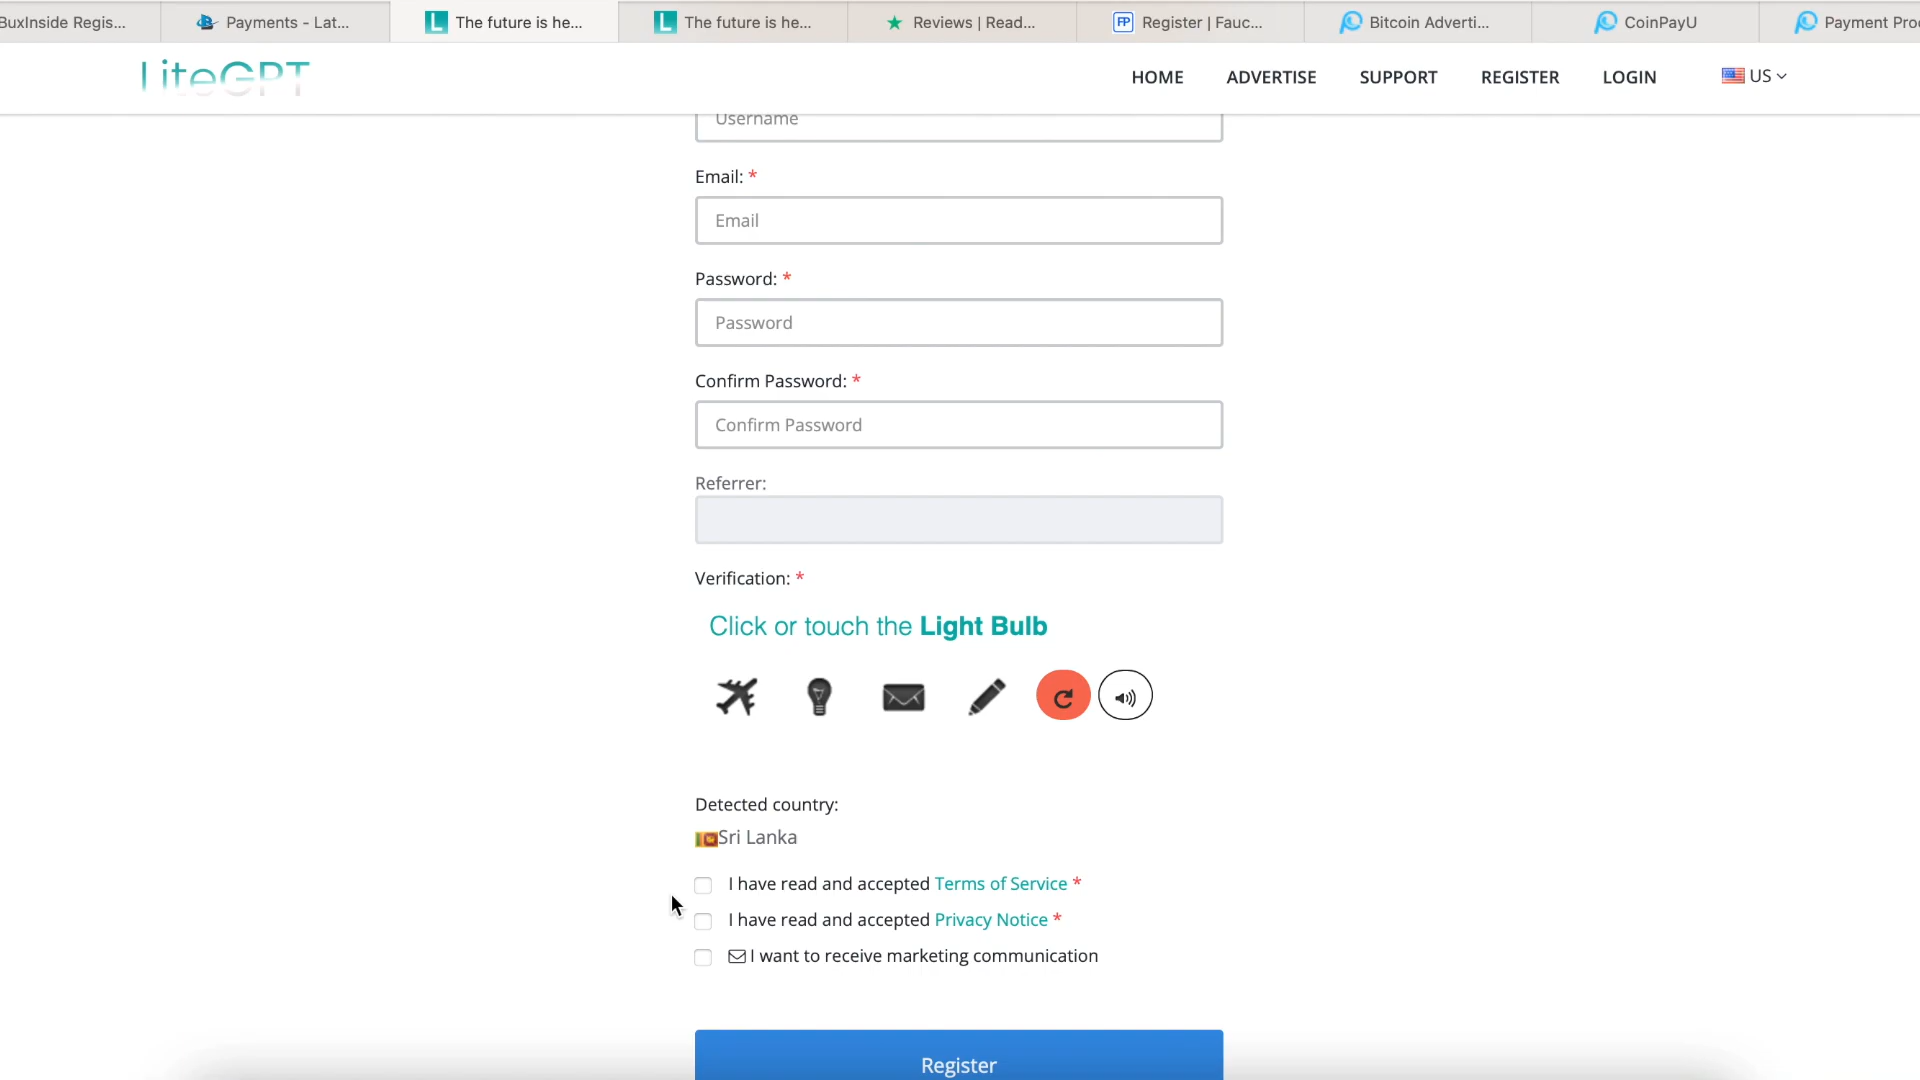 BuxInside Regis...
Payments - Lat...
The future is he...
The future is he...
Reviews | Read...
Register | Fauc...
Bitcoin Adverti...
CoinPayU
Payment Proo
LiteGPT
HOME
ADVERTISE
SUPPORT
REGISTER
LOGIN
US
Username
Email: *
Email
Password: *
Password
Confirm Password: *
Confirm Password
Referrer:
Verification: *
Click or touch the Light Bulb
Detected country:
Sri Lanka
I have read and accepted Terms of Service *
I have read and accepted Privacy Notice *
I want to receive marketing communication
Register